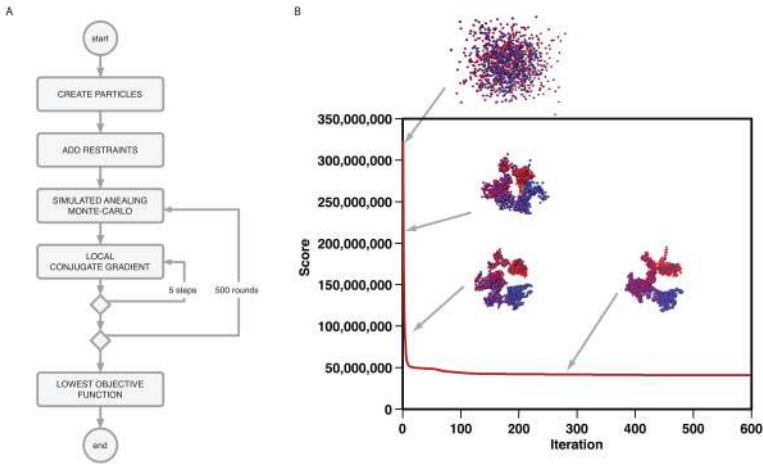 A
start
CREATE PARTICLES
ADD RESTRAINTS
SIMULATED ANEALING
MONTE-CARLO
LOCAL
CONJUGATE GRADIENT
5 steps
500 rounds
LOWEST OBJECTIVE
FUNCTION
end
B
350,000,000
300,000,000
250,000,000
200,000,000
150,000,000
100,000,000
50,000,000
0
Score
0 100 200 300 400 500 600
Iteration